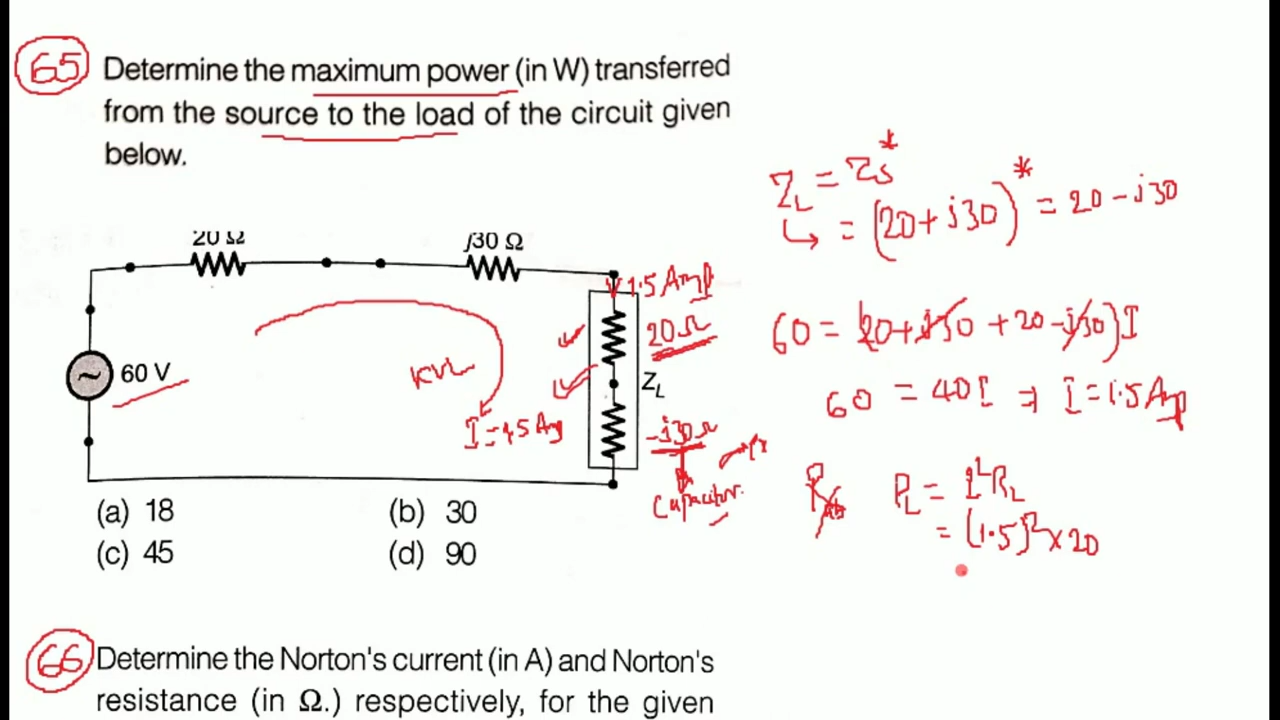 65 Determine the maximum power (in W) transferred
from the source to the load of the circuit given
below.
Z_L = Z_S*
↳ = (20 + j30)* = 20 - j30
20 Ω
j30 Ω
1.5 Amp
60 V
KVL
I = 1.5 Amp
20Ω
Z_L
-j30Ω
Capacitor.
60 = (20 + j30 + 20 - j30) I
60 = 40I ⇒ I = 1.5 Amp
P_L = I²R_L
= (1.5)² × 20
(a) 18 (b) 30
(c) 45 (d) 90
66 Determine the Norton's current (in A) and Norton's
resistance (in Ω.) respectively, for the given